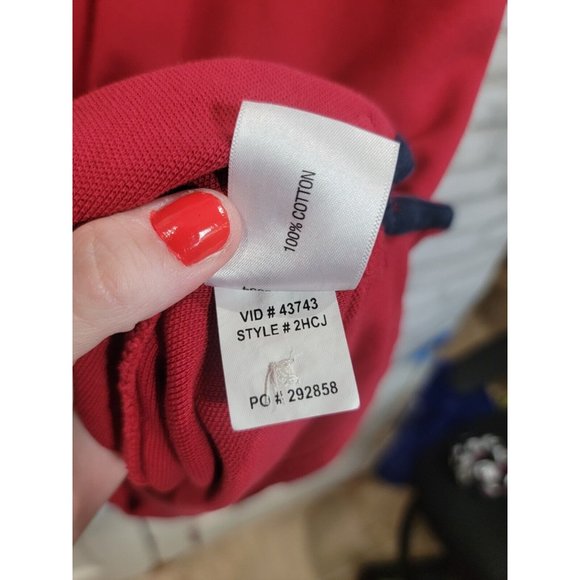 100% COTTON
VID # 43743
STYLE # 2HCJ
PO # 292858